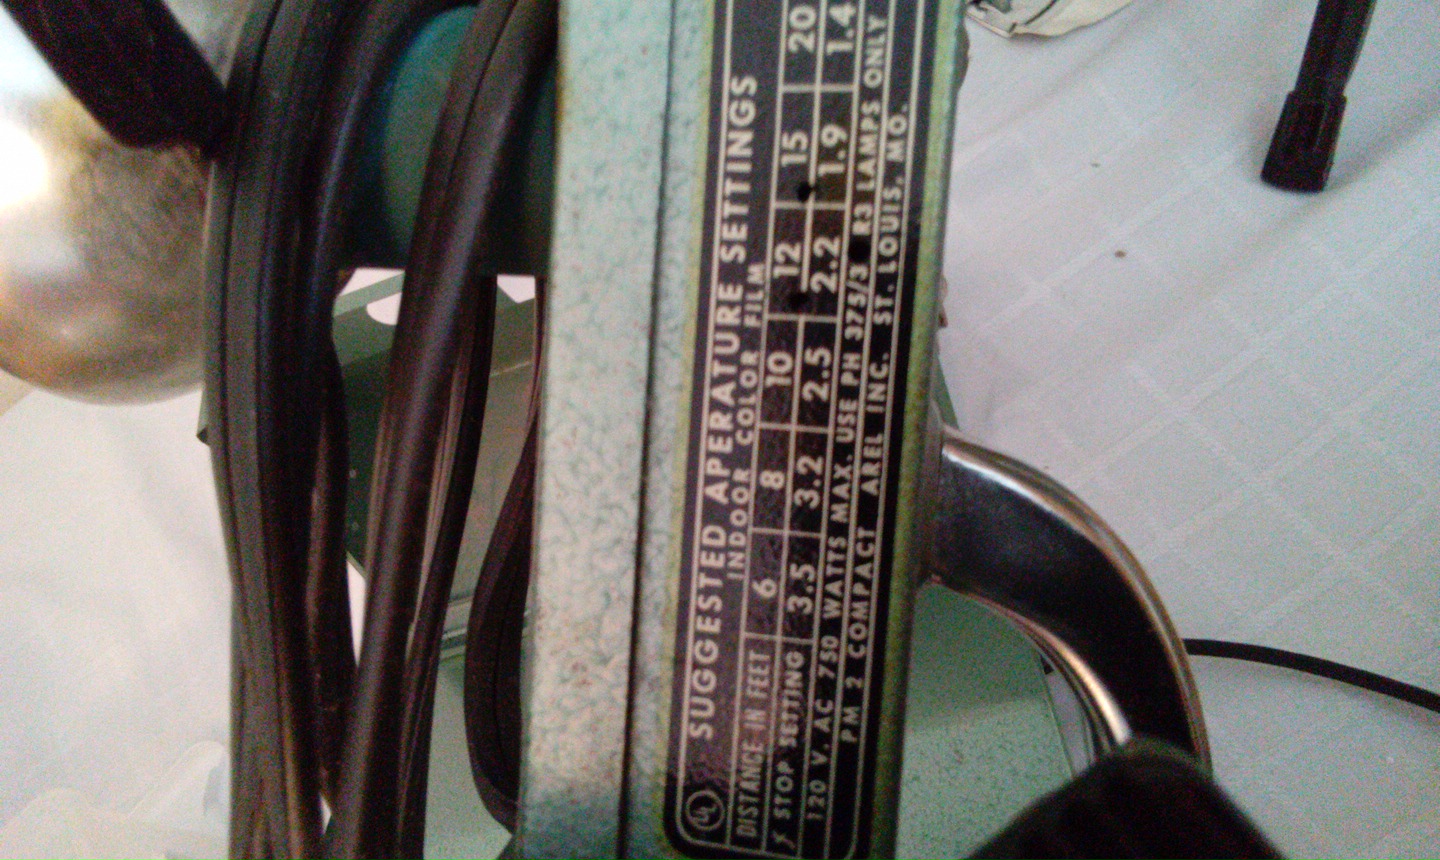 UL SUGGESTED APERATURE SETTINGS
INDOOR COLOR FILM
DISTANCE IN FEET 6 8 10 12 15 20
STOP SETTING 3.5 3.2 2.5 2.2 1.9 1.4
120 V. AC 750 WATTS MAX. USE PH 375/3 R3 LAMPS ONLY
PM 2 COMPACT AREL INC. ST. LOUIS, MO.